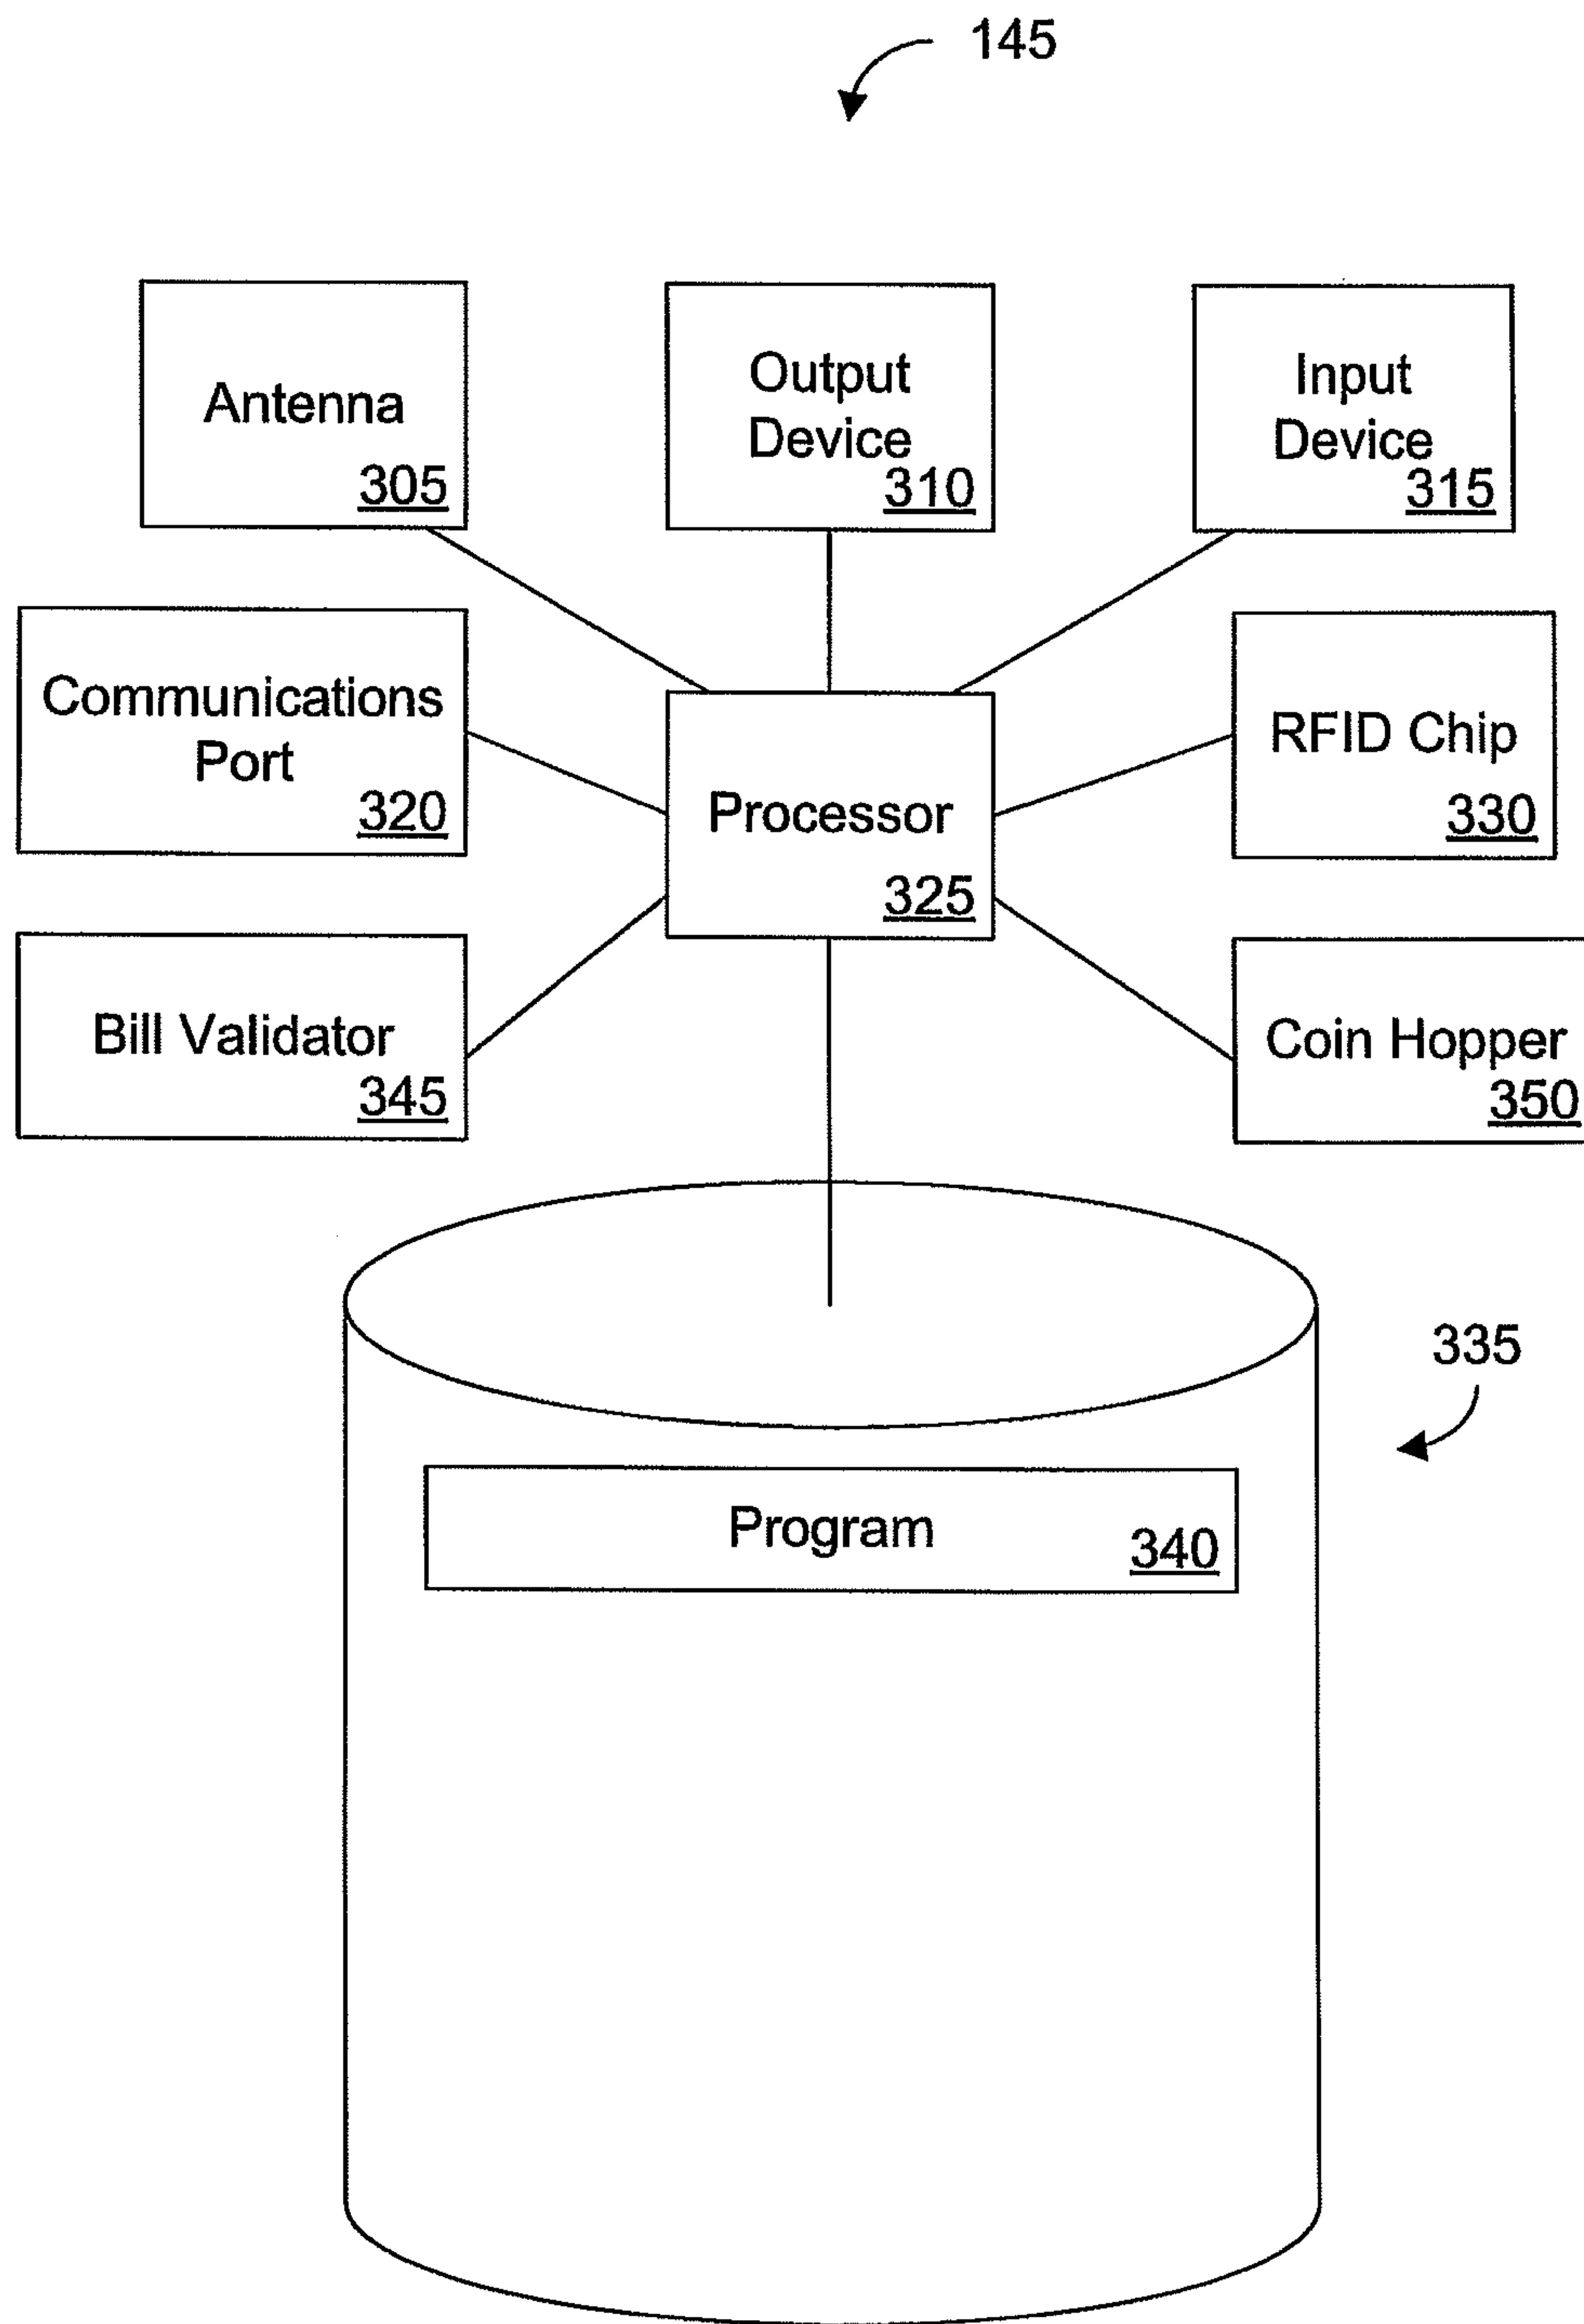 145
Antenna
305
Output
Device
310
Input
Device
315
Communications
Port
320
Processor
325
RFID Chip
330
Bill Validator
345
Coin Hopper
350
335
Program
340